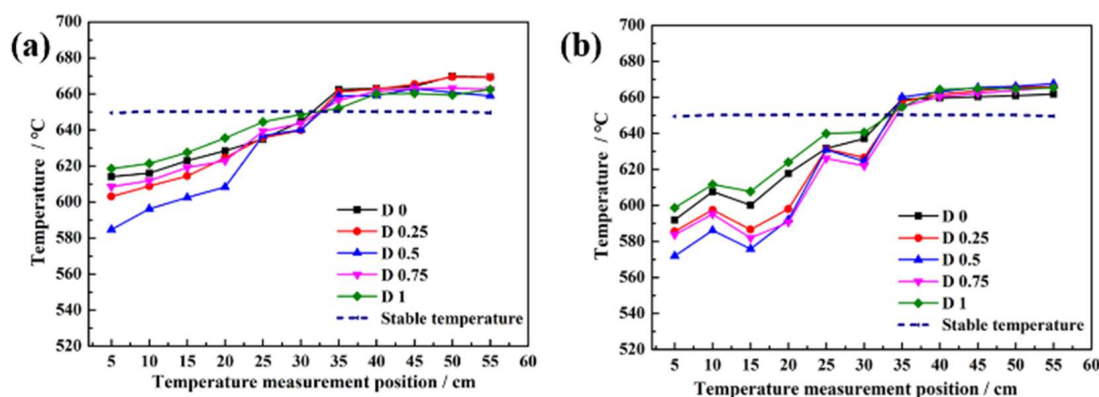 (a)
700
680
660
640
620
600
580
560
540
520
Temperature / °C
D 0
D 0.25
D 0.5
D 0.75
D 1
Stable temperature
5 10 15 20 25 30 35 40 45 50 55 60
Temperature measurement position / cm
(b)
700
680
660
640
620
600
580
560
540
520
Temperature / °C
D 0
D 0.25
D 0.5
D 0.75
D 1
Stable temperature
5 10 15 20 25 30 35 40 45 50 55 60
Temperature measurement position / cm